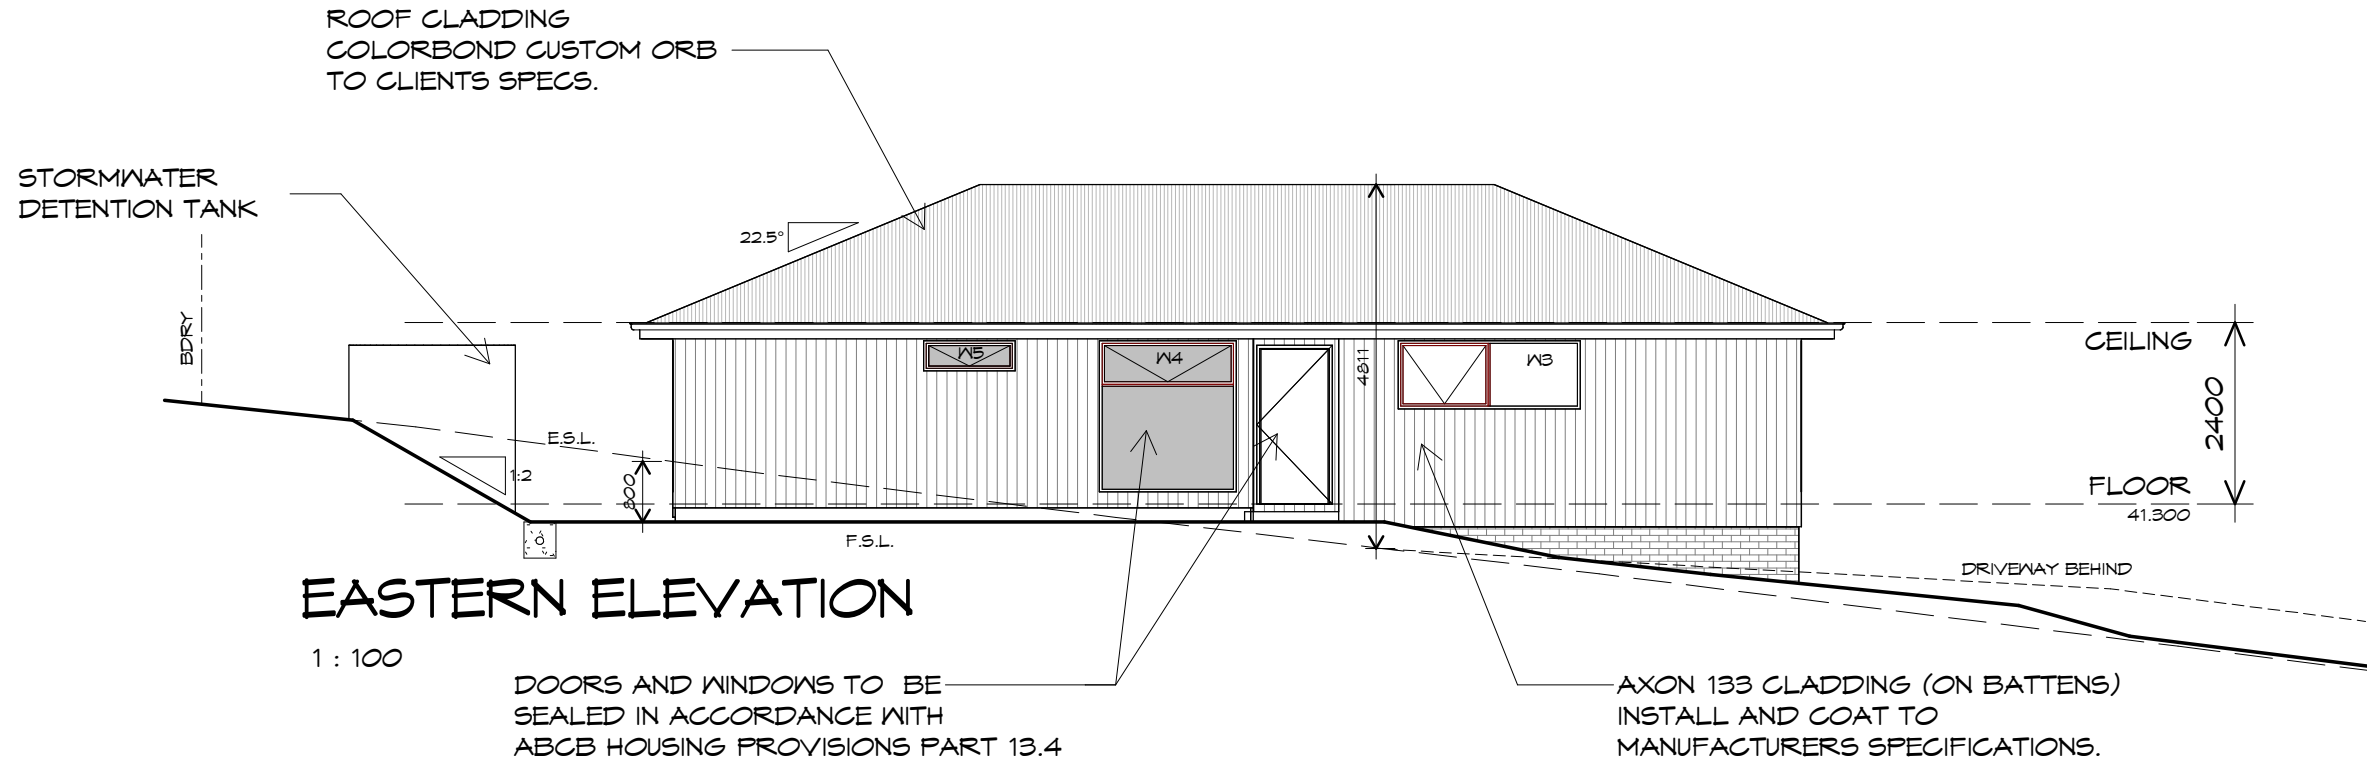 ROOF CLADDING
COLORBOND CUSTOM ORB
TO CLIENTS SPECS.
STORMWATER
DETENTION TANK
22.5°
BDRY
E.S.L.
1:2
800
F.S.L.
W5
W4
W3
4811
CEILING
2400
FLOOR
41.300
DRIVEWAY BEHIND
EASTERN ELEVATION
1 : 100
DOORS AND WINDOWS TO BE
SEALED IN ACCORDANCE WITH
ABCB HOUSING PROVISIONS PART 13.4
AXON 133 CLADDING (ON BATTENS)
INSTALL AND COAT TO
MANUFACTURERS SPECIFICATIONS.